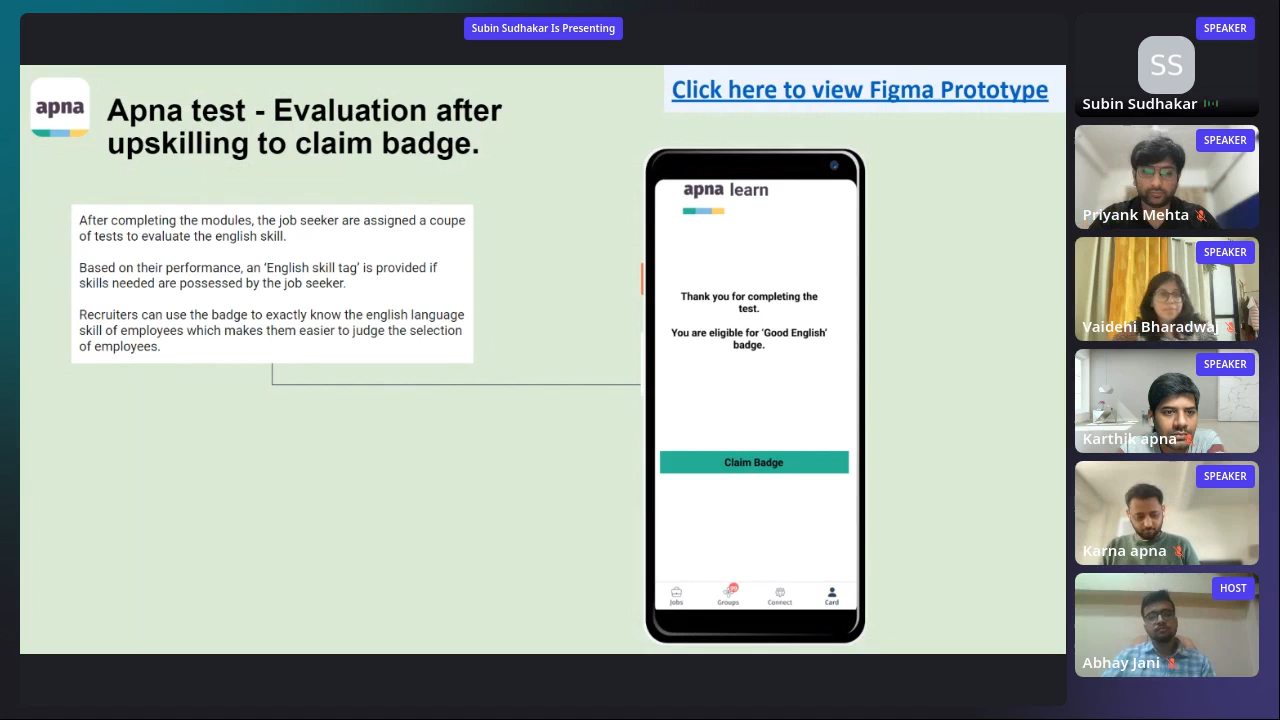 Subin Sudhakar Is Presenting
apna
Apna test - Evaluation after
upskilling to claim badge.
Click here to view Figma Prototype
After completing the modules, the job seeker are assigned a coupe
of tests to evaluate the english skill.
Based on their performance, an ‘English skill tag’ is provided if
skills needed are possessed by the job seeker.
Recruiters can use the badge to exactly know the english language
skill of employees which makes them easier to judge the selection
of employees.
apna learn
Thank you for completing the
test.
You are eligible for ‘Good English’
badge.
Claim Badge
Jobs
Groups
Connect
Card
SPEAKER
SS
Subin Sudhakar
SPEAKER
Priyank Mehta
SPEAKER
Vaidehi Bharadwaj
SPEAKER
Karthik apna
SPEAKER
Karna apna
HOST
Abhay Jani